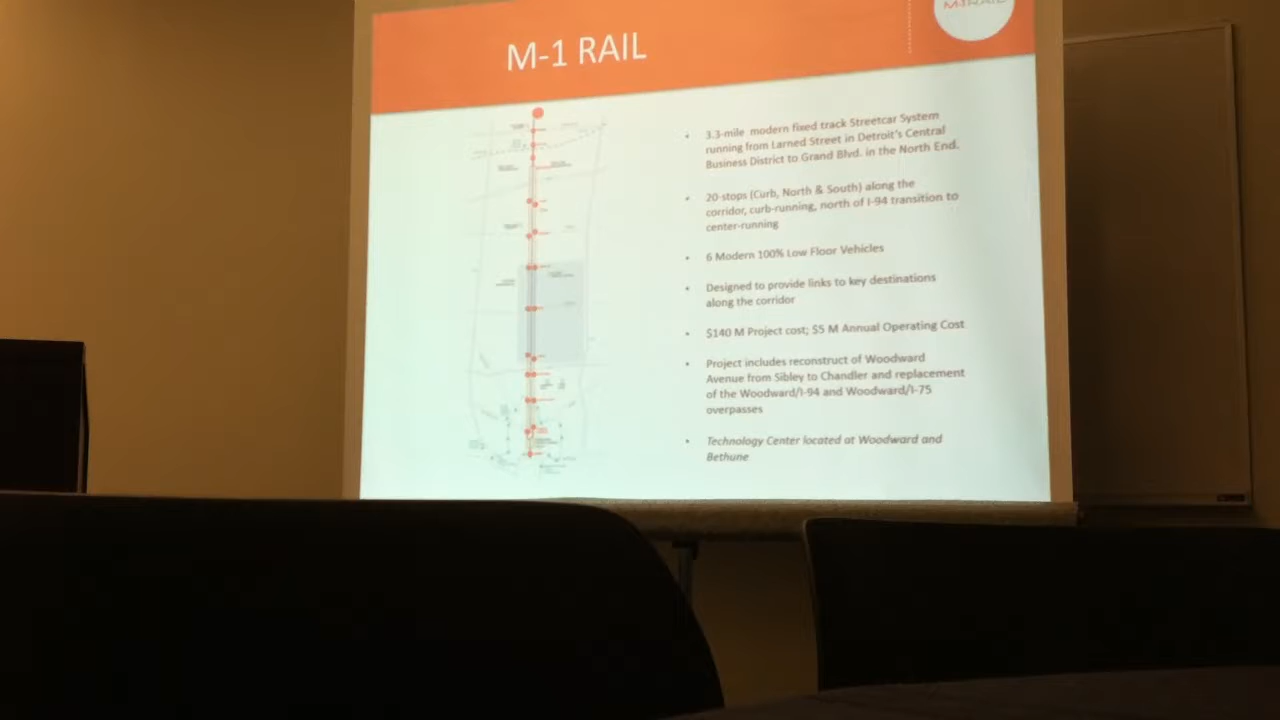 M-1 RAIL
M-1RAIL
3.3-mile modern fixed track Streetcar System
running from Larned Street in Detroit's Central
Business District to Grand Blvd. in the North End.
20-stops (Curb, North & South) along the
corridor, curb-running, north of I-94 transition to
center-running
6 Modern 100% Low Floor Vehicles
Designed to provide links to key destinations
along the corridor
$140 M Project cost; $5 M Annual Operating Cost
Project includes reconstruct of Woodward
Avenue from Sibley to Chandler and replacement
of the Woodward/I-94 and Woodward/I-75
overpasses
Technology Center located at Woodward and
Bethune